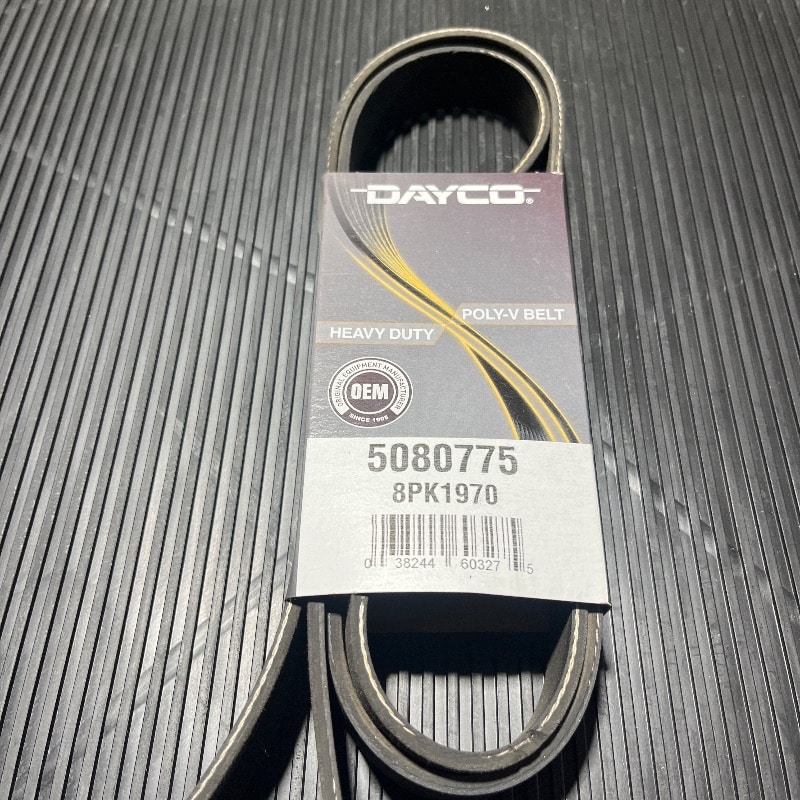 DAYCO®
POLY-V BELT
HEAVY DUTY
ORIGINAL EQUIPMENT MANUFACTURER
OEM
SINCE 1905
5080775
8PK1970
0 38244 60327 5